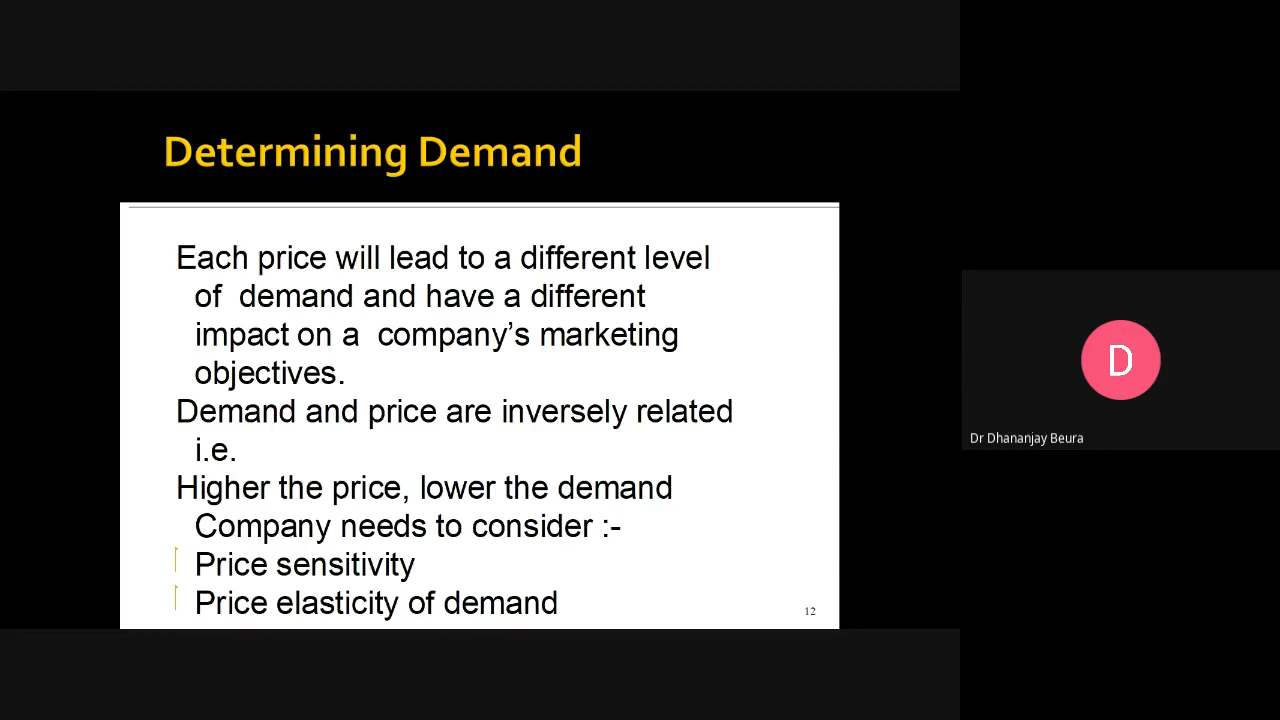 Determining Demand
Each price will lead to a different level
of demand and have a different
impact on a company’s marketing
objectives.
Demand and price are inversely related
i.e.
Higher the price, lower the demand
Company needs to consider :-
Price sensitivity
Price elasticity of demand
12
D
Dr Dhananjay Beura